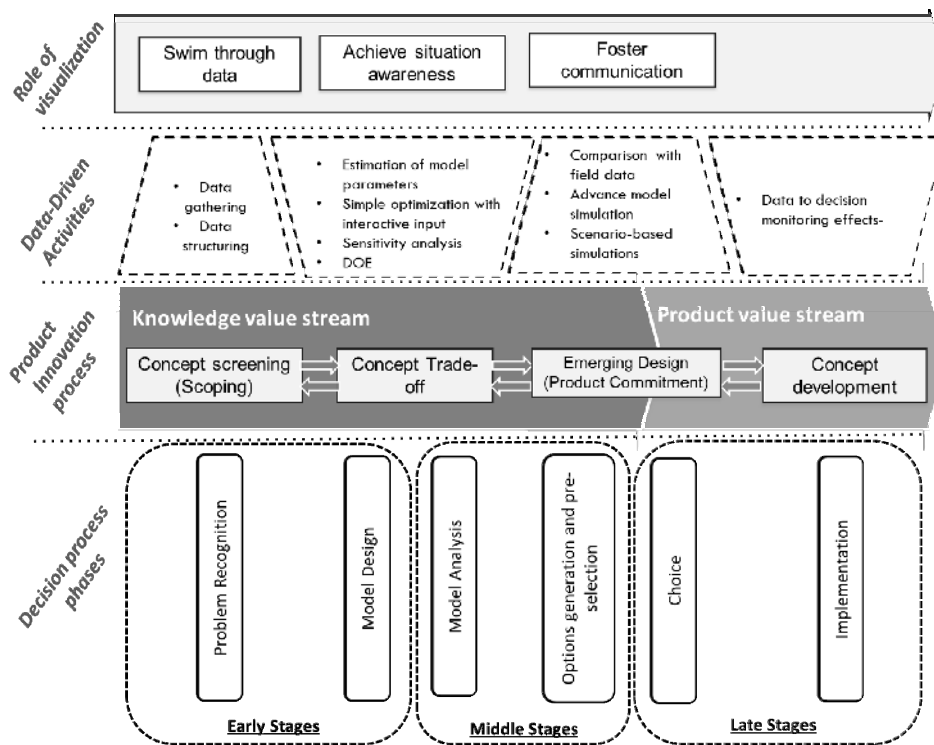 Role of
visualization
Swim through
data
Achieve situation
awareness
Foster
communication
Data-Driven
Activities
• Data
gathering
• Data
structuring
• Estimation of model
parameters
• Simple optimization with
interactive input
• Sensitivity analysis
• DOE
• Comparison with
field data
• Advance model
simulation
• Scenario-based
simulations
• Data to decision
monitoring effects-
Product
Innovation
process
Knowledge value stream
Product value stream
Concept screening
(Scoping)
Concept Trade-
off
Emerging Design
(Product Commitment)
Concept
development
Decision process
phases
Problem Recognition
Model Design
Model Analysis
Options generation and pre-
selection
Choice
Implementation
Early Stages
Middle Stages
Late Stages